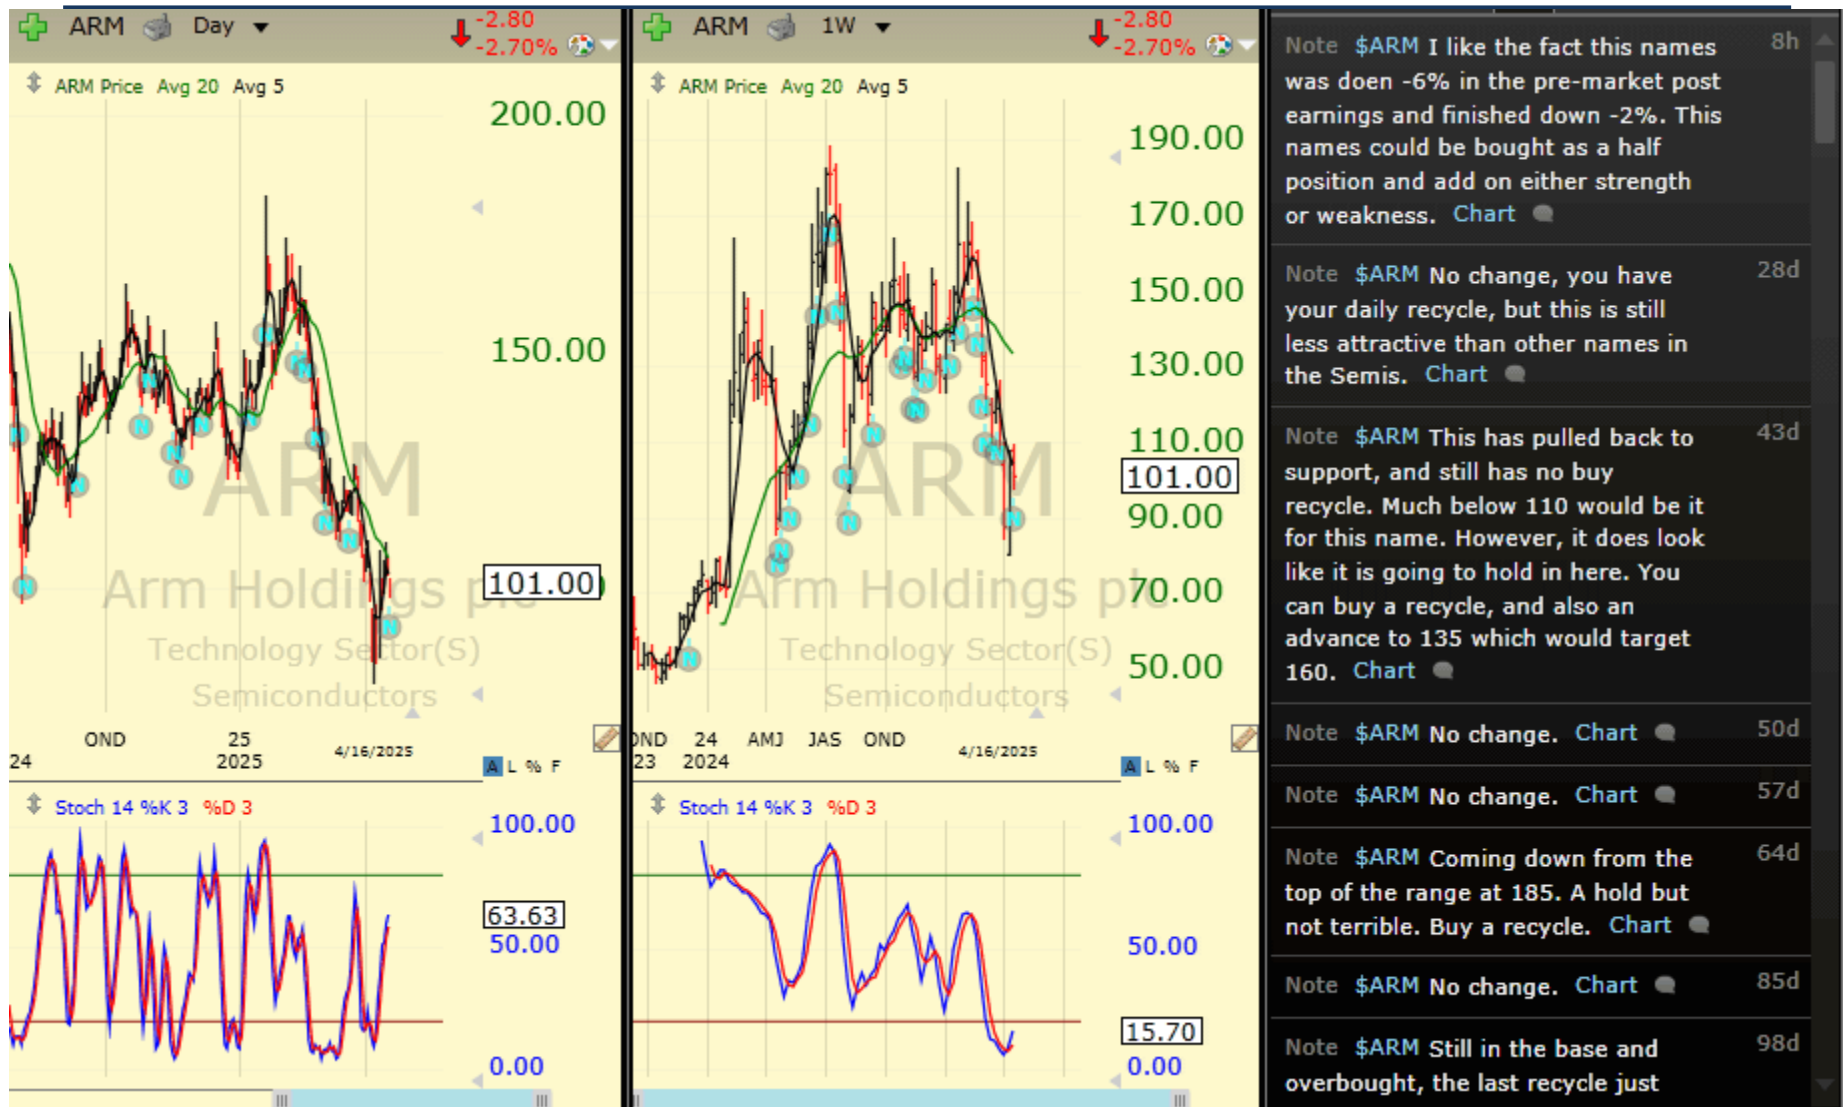 ARM Day
-2.80
-2.70%
ARM Price Avg 20 Avg 5
200.00
150.00
101.00
ARM
Arm Holdings plc
Technology Sector(S)
Semiconductors
OND 25
24 2025
4/16/2025
A L % F
Stoch 14 %K 3 %D 3
100.00
63.63
50.00
0.00
ARM 1W
-2.80
-2.70%
ARM Price Avg 20 Avg 5
190.00
170.00
150.00
130.00
110.00
101.00
90.00
70.00
50.00
ARM
Arm Holdings plc
Technology Sector(S)
Semiconductors
OND 24 AMJ JAS OND
23 2024
4/16/2025
A L % F
Stoch 14 %K 3 %D 3
100.00
50.00
15.70
0.00
Note $ARM I like the fact this names 8h
was doen -6% in the pre-market post
earnings and finished down -2%. This
names could be bought as a half
position and add on either strength
or weakness. Chart
Note $ARM No change, you have 28d
your daily recycle, but this is still
less attractive than other names in
the Semis. Chart
Note $ARM This has pulled back to 43d
support, and still has no buy
recycle. Much below 110 would be it
for this name. However, it does look
like it is going to hold in here. You
can buy a recycle, and also an
advance to 135 which would target
160. Chart
Note $ARM No change. Chart 50d
Note $ARM No change. Chart 57d
Note $ARM Coming down from the 64d
top of the range at 185. A hold but
not terrible. Buy a recycle. Chart
Note $ARM No change. Chart 85d
Note $ARM Still in the base and 98d
overbought, the last recycle just